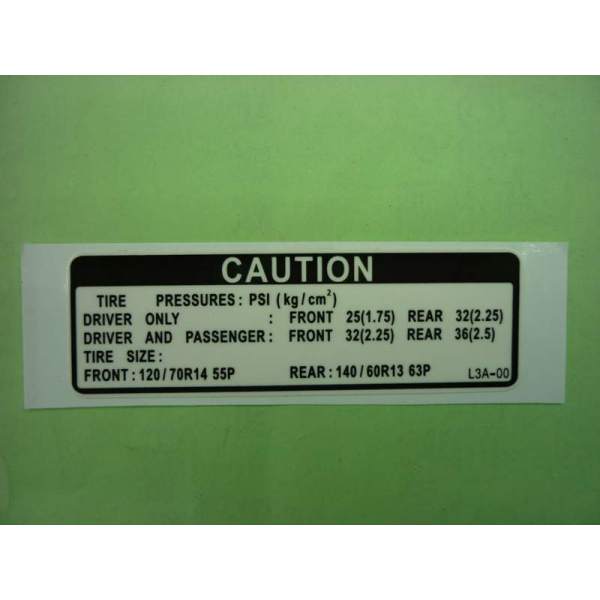 CAUTION
TIRE PRESSURES: PSI (kg/cm²)
DRIVER ONLY : FRONT 25(1.75) REAR 32(2.25)
DRIVER AND PASSENGER: FRONT 32(2.25) REAR 36(2.5)
TIRE SIZE:
FRONT: 120/70R14 55P REAR: 140/60R13 63P L3A-00